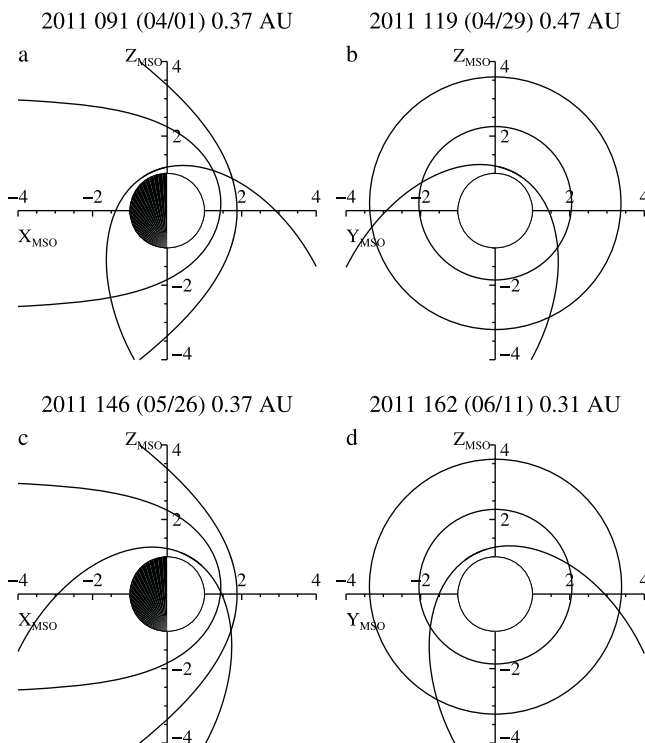 2011 091 (04/01) 0.37 AU
2011 119 (04/29) 0.47 AU
a
Z_MSO
4
2
−4
−2
2
4
X_MSO
−2
−4
b
Z_MSO
4
2
−4
−2
2
4
Y_MSO
−2
−4
2011 146 (05/26) 0.37 AU
2011 162 (06/11) 0.31 AU
c
Z_MSO
4
2
−4
−2
2
4
X_MSO
−2
−4
d
Z_MSO
4
2
−4
−2
2
4
Y_MSO
−2
−4